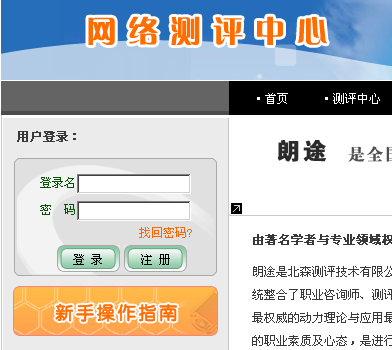 网络测评中心
· 首页 · 测评中心
用户登录：
登录名
密 码
找回密码?
登 录 注 册
新手操作指南
朗途 是全国
由著名学者与专业领域权
朗途是北森测评技术有限公
统整合了职业咨询师、测评
最权威的动力理论与应用最
的职业素质及心态，是进行